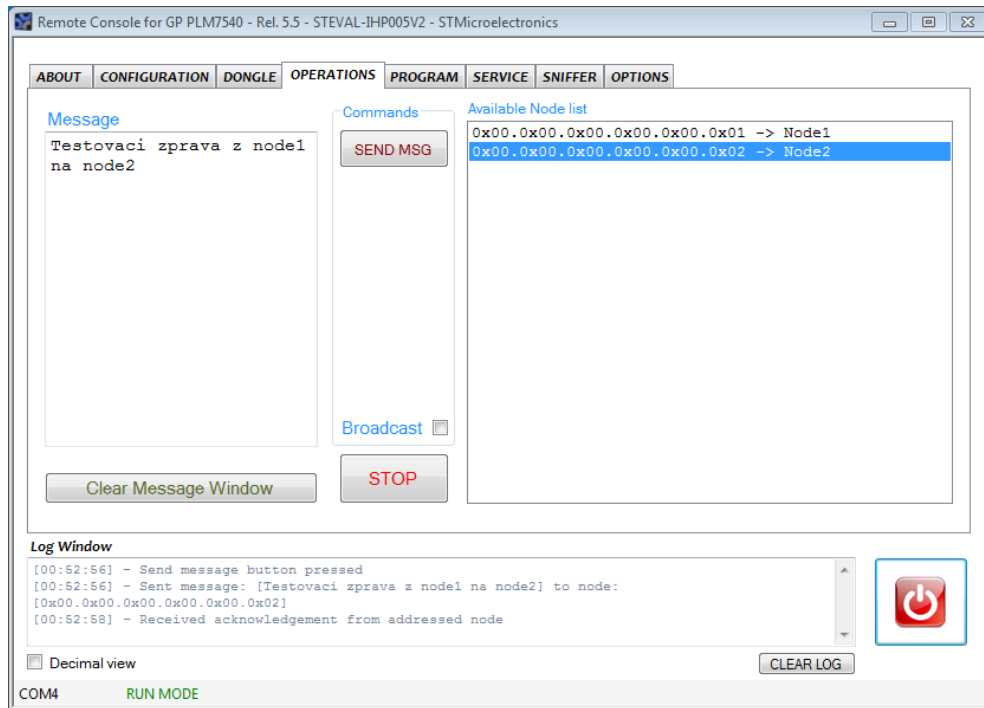 Remote Console for GP PLM7540 - Rel. 5.5 - STEVAL-IHP005V2 - STMicroelectronics
ABOUT CONFIGURATION DONGLE OPERATIONS PROGRAM SERVICE SNIFFER OPTIONS
Message
Testovaci zprava z node1
na node2
Clear Message Window
Commands
SEND MSG
Broadcast
STOP
Available Node list
0x00.0x00.0x00.0x00.0x00.0x01 -> Node1
0x00.0x00.0x00.0x00.0x00.0x02 -> Node2
Log Window
[00:52:56] - Send message button pressed
[00:52:56] - Sent message: [Testovaci zprava z node1 na node2] to node:
[0x00.0x00.0x00.0x00.0x00.0x02]
[00:52:58] - Received acknowledgement from addressed node
Decimal view
CLEAR LOG
COM4 RUN MODE